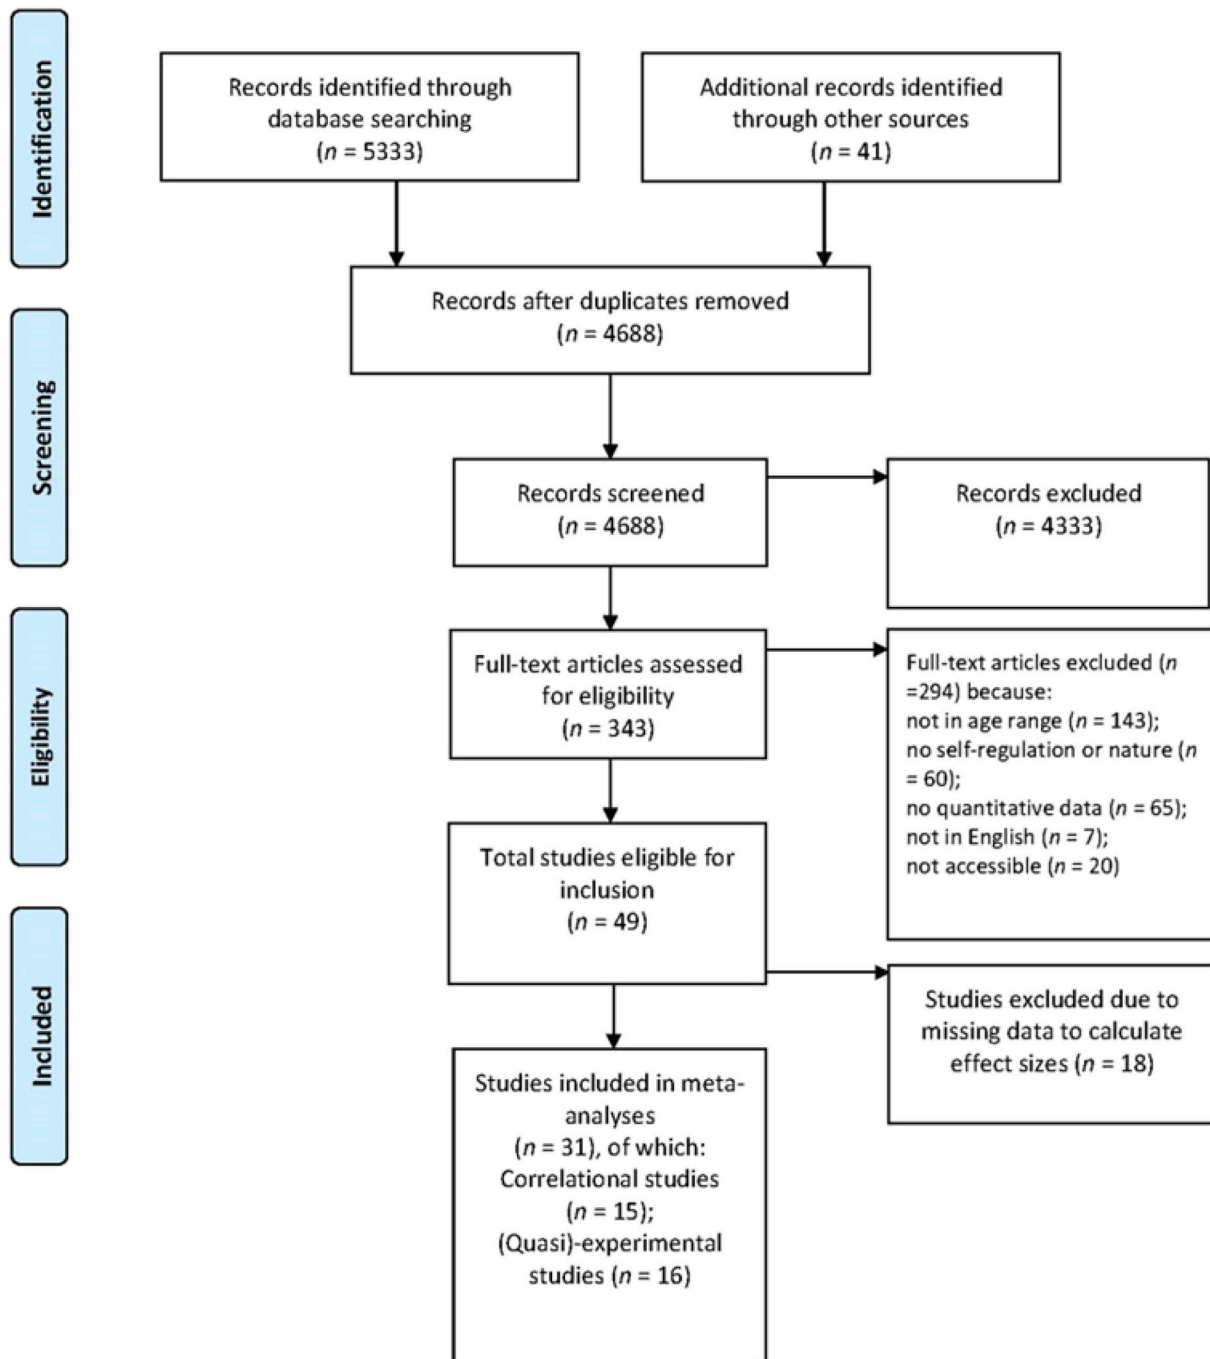 Identification
Records identified through
database searching
(n = 5333)
Additional records identified
through other sources
(n = 41)
Records after duplicates removed
(n = 4688)
Screening
Records screened
(n = 4688)
Records excluded
(n = 4333)
Eligibility
Full-text articles assessed
for eligibility
(n = 343)
Full-text articles excluded (n
=294) because:
not in age range (n = 143);
no self-regulation or nature (n
= 60);
no quantitative data (n = 65);
not in English (n = 7);
not accessible (n = 20)
Total studies eligible for
inclusion
(n = 49)
Included
Studies excluded due to
missing data to calculate
effect sizes (n = 18)
Studies included in meta-
analyses
(n = 31), of which:
Correlational studies
(n = 15);
(Quasi)-experimental
studies (n = 16)